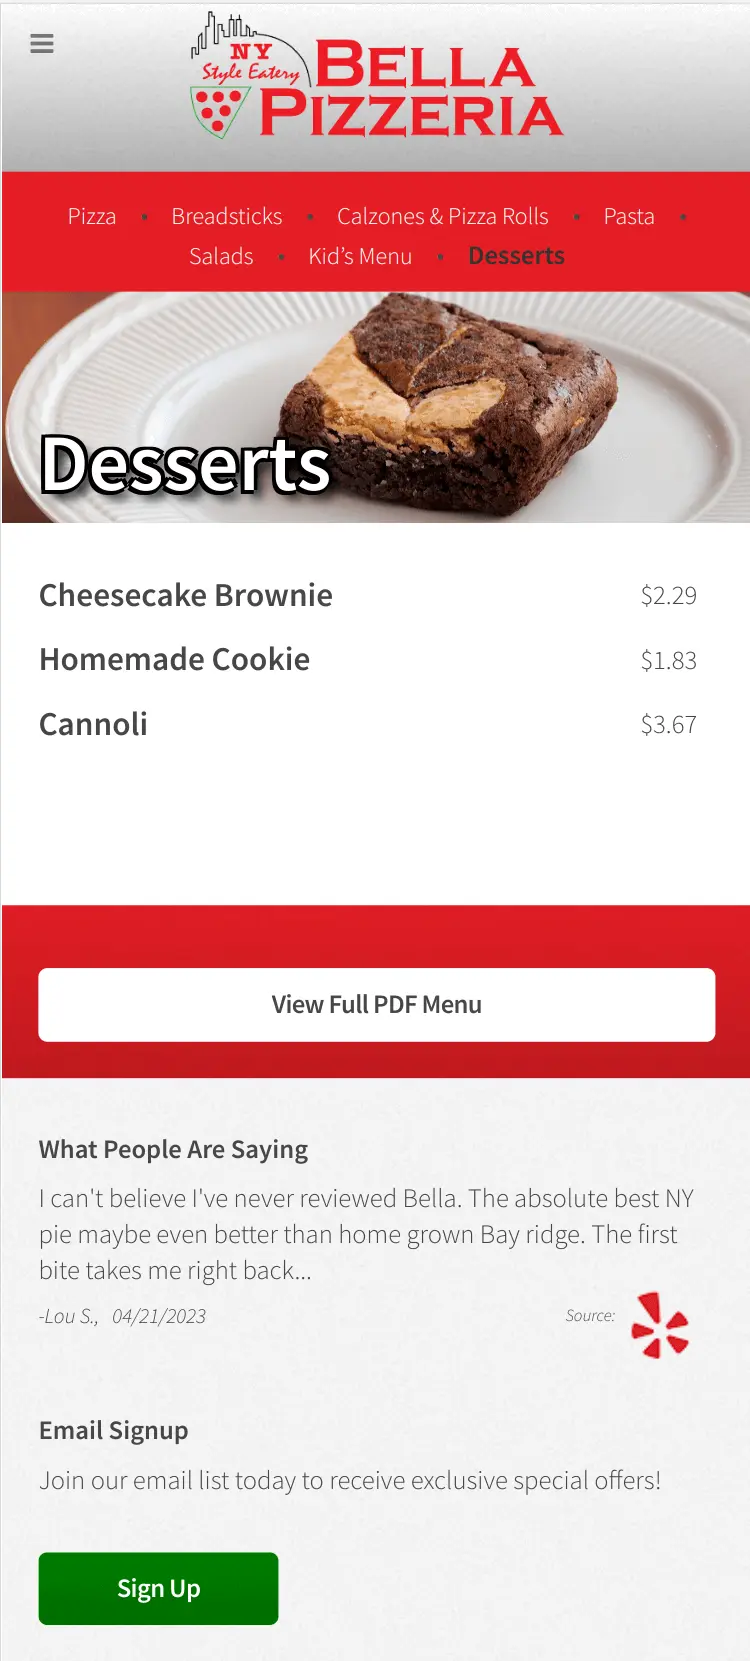 NY
Style Eatery
BELLA
PIZZERIA
Pizza • Breadsticks • Calzones & Pizza Rolls • Pasta •
Salads • Kid’s Menu • Desserts
Desserts
Cheesecake Brownie $2.29
Homemade Cookie $1.83
Cannoli $3.67
View Full PDF Menu
What People Are Saying
I can't believe I've never reviewed Bella. The absolute best NY
pie maybe even better than home grown Bay ridge. The first
bite takes me right back...
-Lou S., 04/21/2023 Source:
Email Signup
Join our email list today to receive exclusive special offers!
Sign Up